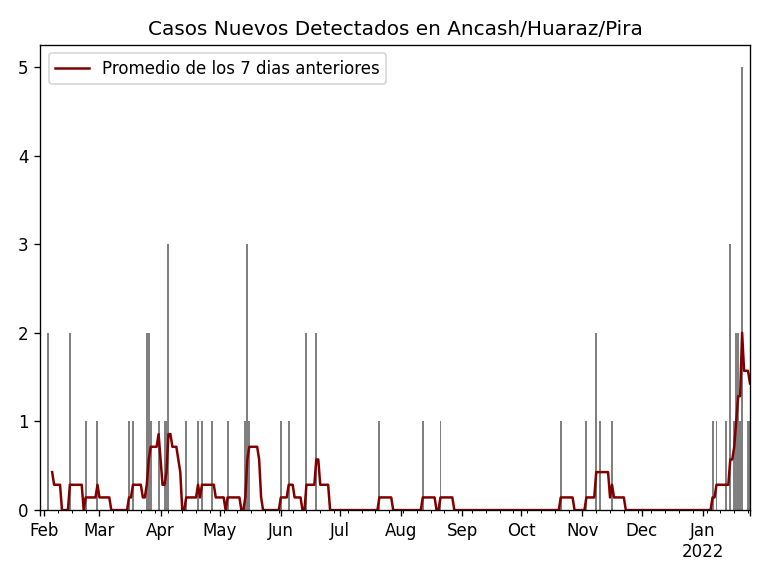 Casos Nuevos Detectados en Ancash/Huaraz/Pira
Promedio de los 7 dias anteriores
5
4
3
2
1
0
Feb Mar Apr May Jun Jul Aug Sep Oct Nov Dec Jan
2022